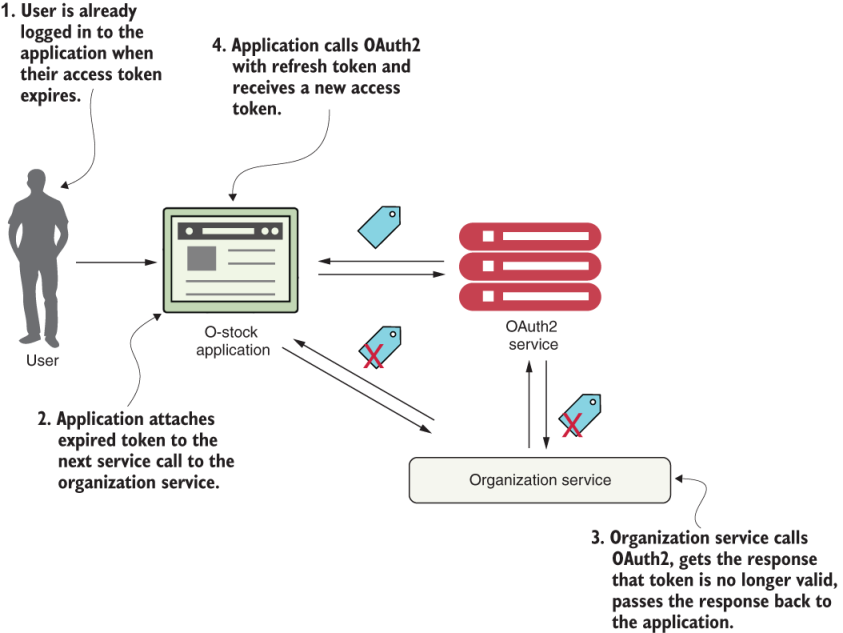 1. User is already
logged in to the
application when
their access token
expires.
4. Application calls OAuth2
with refresh token and
receives a new access
token.
User
O-stock
application
OAuth2
service
2. Application attaches
expired token to the
next service call to the
organization service.
Organization service
3. Organization service calls
OAuth2, gets the response
that token is no longer valid,
passes the response back to
the application.